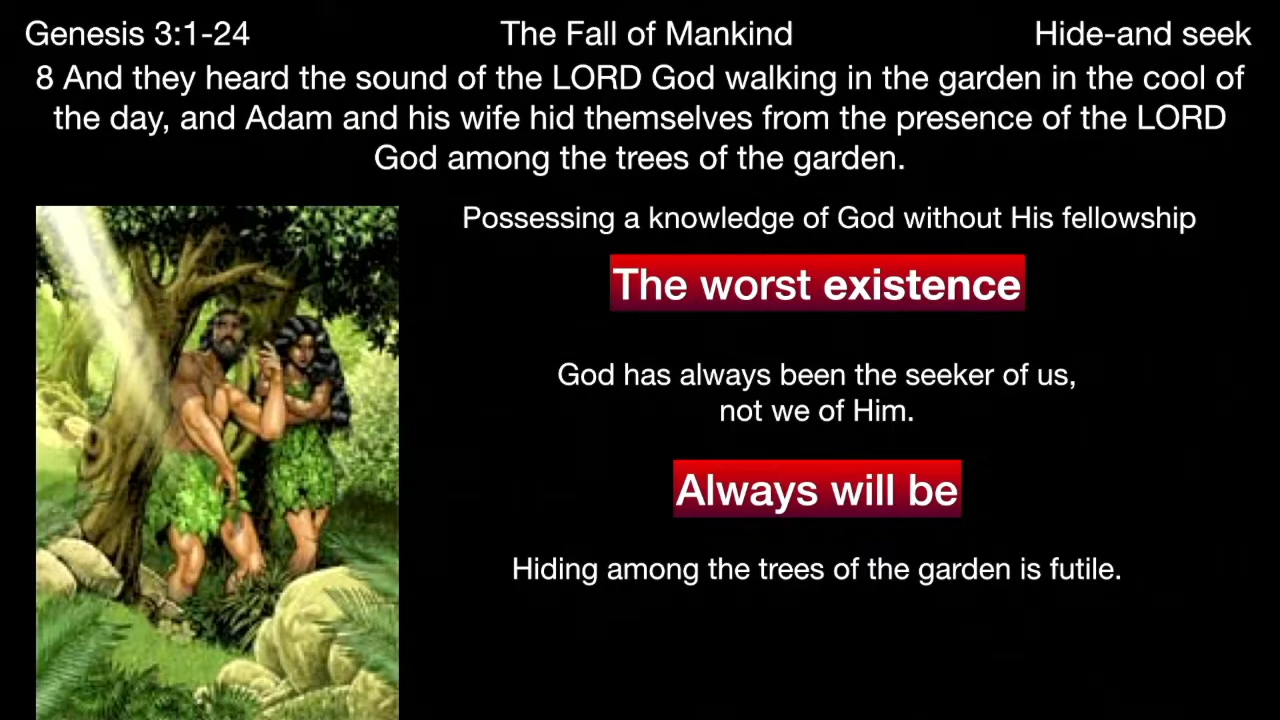 Genesis 3:1-24 The Fall of Mankind Hide-and seek
8 And they heard the sound of the LORD God walking in the garden in the cool of
the day, and Adam and his wife hid themselves from the presence of the LORD
God among the trees of the garden.
Possessing a knowledge of God without His fellowship
The worst existence
God has always been the seeker of us,
not we of Him.
Always will be
Hiding among the trees of the garden is futile.